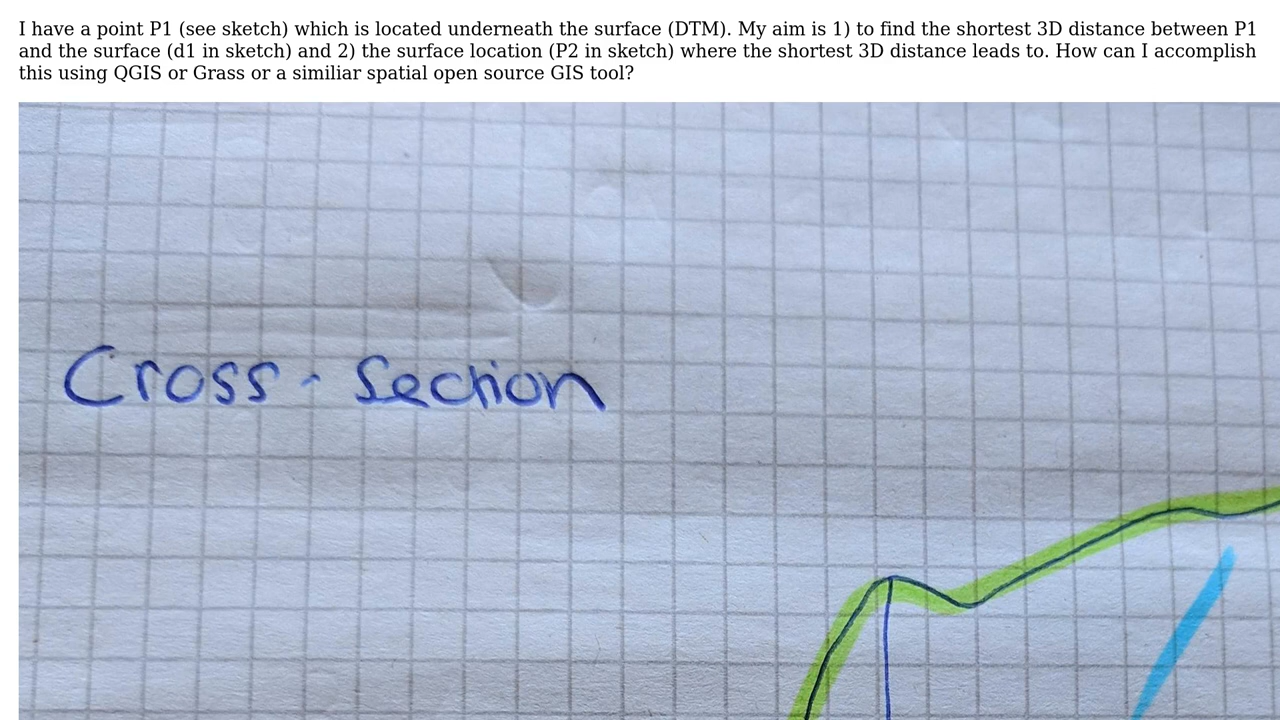 I have a point P1 (see sketch) which is located underneath the surface (DTM). My aim is 1) to find the shortest 3D distance between P1
and the surface (d1 in sketch) and 2) the surface location (P2 in sketch) where the shortest 3D distance leads to. How can I accomplish
this using QGIS or Grass or a similiar spatial open source GIS tool?
Cross - Section